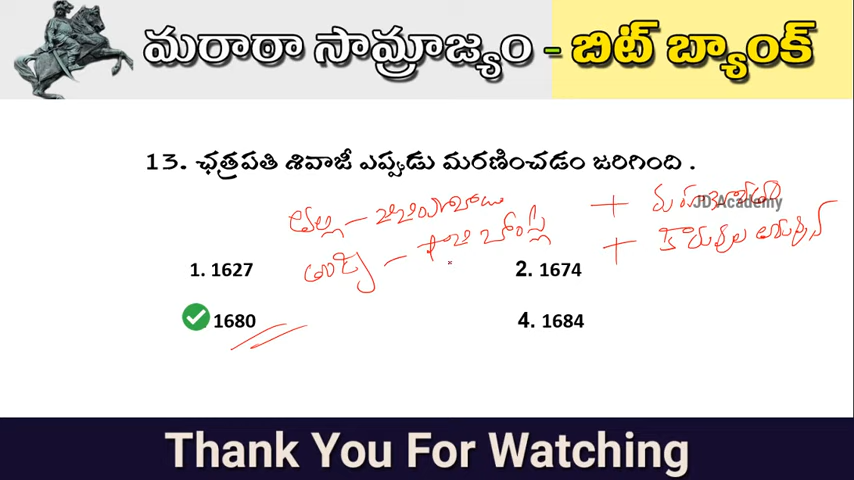 మరాఠా సామ్రాజ్యం - బిట్ బ్యాంక్
13. ఛత్రపతి శివాజీ ఎప్పుడు మరణించడం జరిగింది .
తల్లి - జిజియాబాయి +
JD Academy
తండ్రి - షాజీ భోంస్లే +
1. 1627
2. 1674
1680
4. 1684
Thank You For Watching